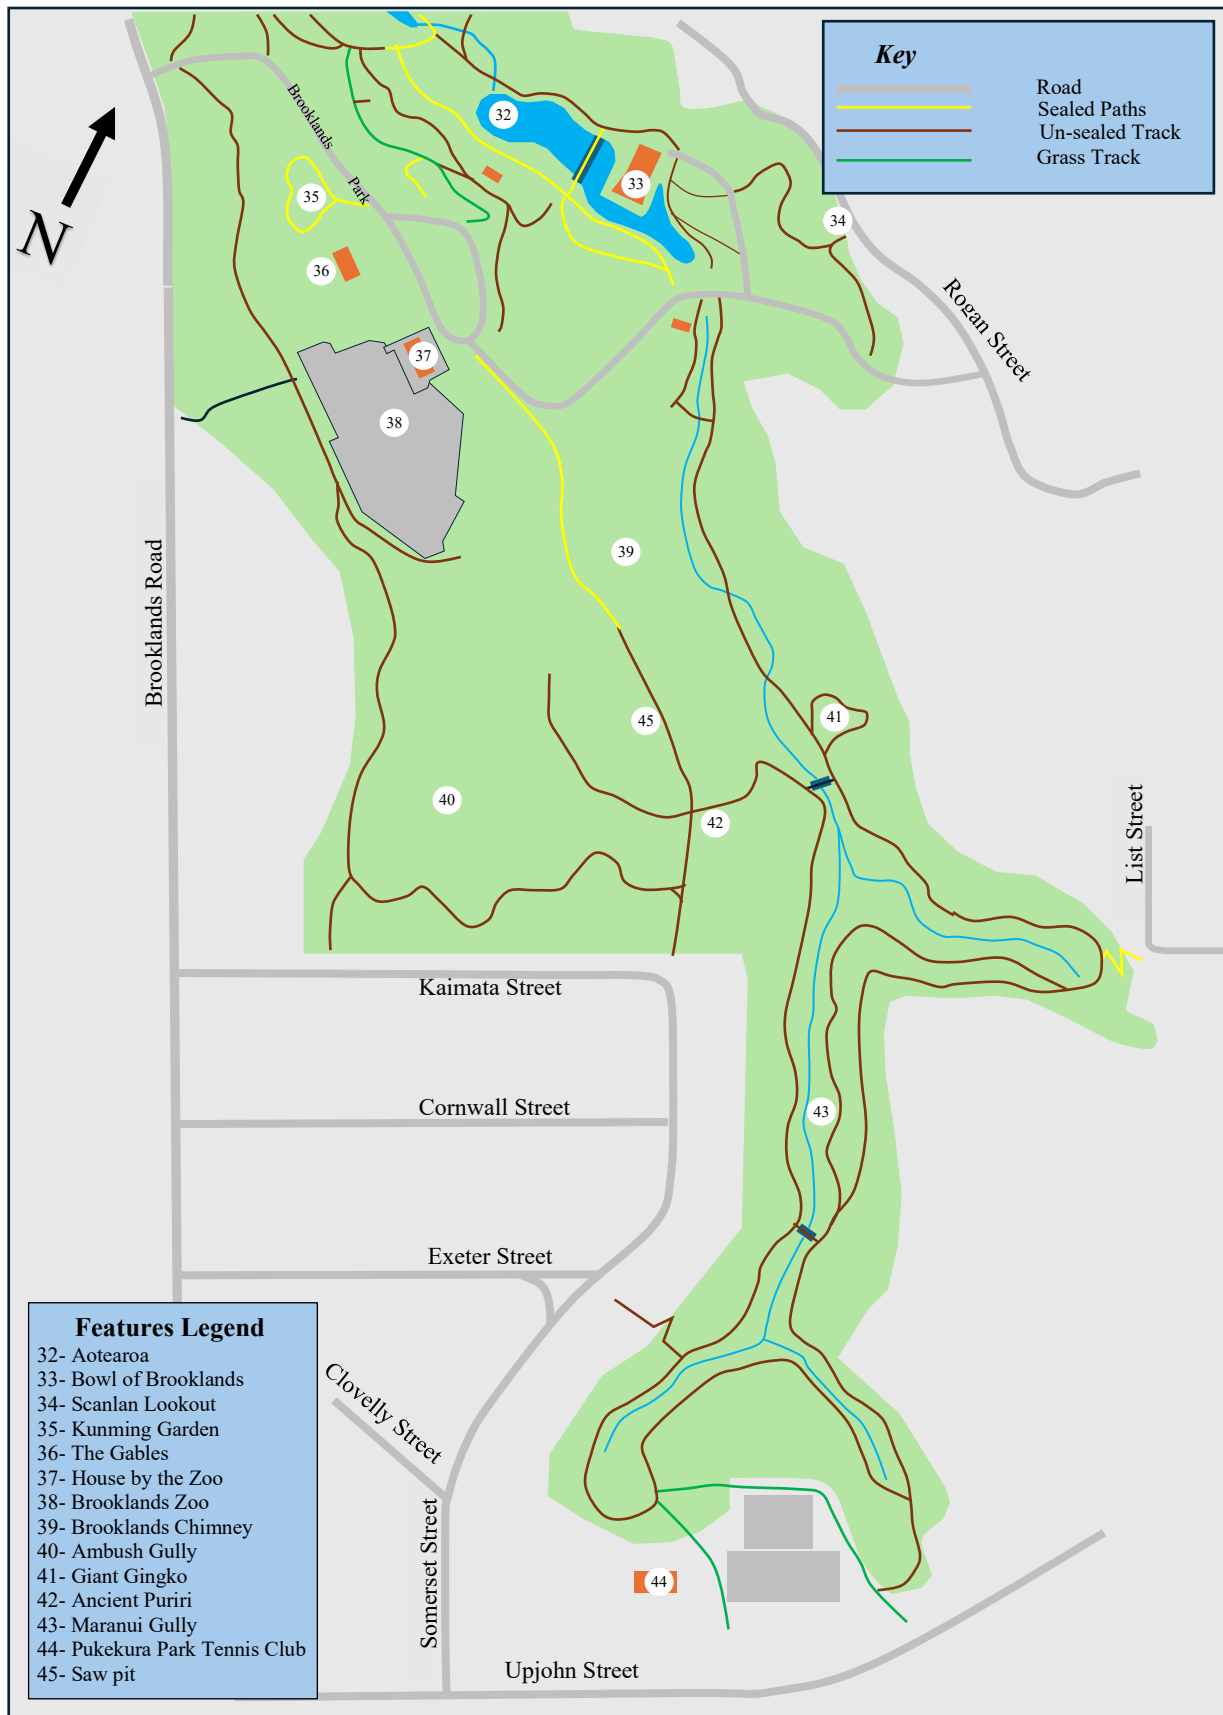 Key
Road
Sealed Paths
Un-sealed Track
Grass Track
N
Brooklands
Park
32
33
34
35
36
37
38
39
40
41
42
43
44
45
Rogan Street
Brooklands Road
List Street
Kaimata Street
Cornwall Street
Exeter Street
Clovelly Street
Somerset Street
Upjohn Street
Features Legend
32- Aotearoa
33- Bowl of Brooklands
34- Scanlan Lookout
35- Kunming Garden
36- The Gables
37- House by the Zoo
38- Brooklands Zoo
39- Brooklands Chimney
40- Ambush Gully
41- Giant Gingko
42- Ancient Puriri
43- Maranui Gully
44- Pukekura Park Tennis Club
45- Saw pit